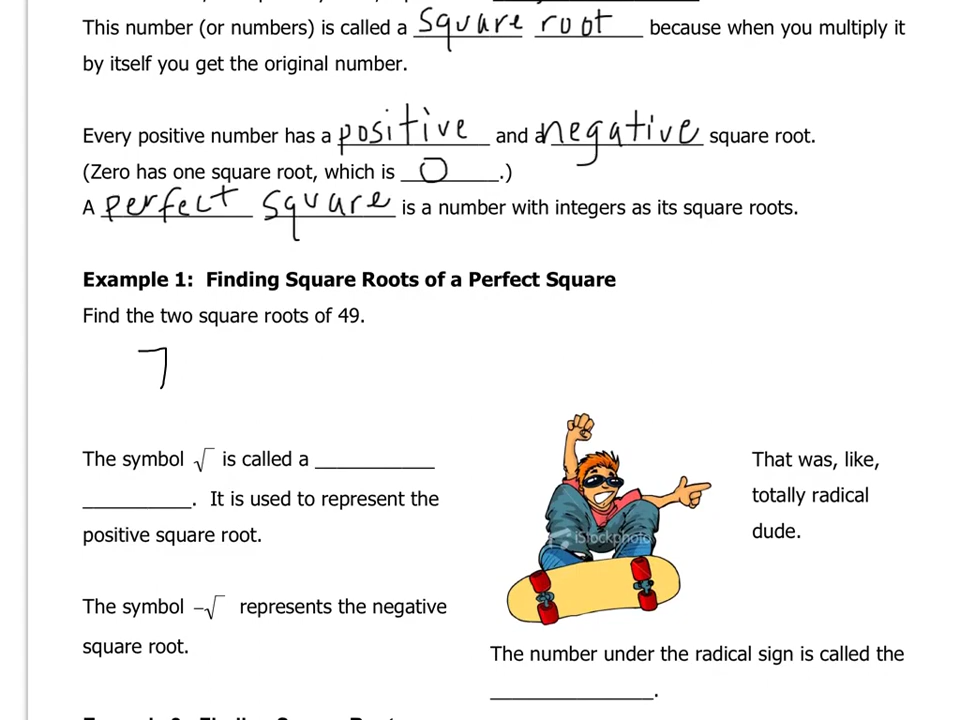 This number (or numbers) is called a square root because when you multiply it
by itself you get the original number.
Every positive number has a positive and a negative square root.
(Zero has one square root, which is 0.)
A perfect square is a number with integers as its square roots.
Example 1: Finding Square Roots of a Perfect Square
Find the two square roots of 49.
7
The symbol √ is called a ___________
__________. It is used to represent the
positive square root.
The symbol −√ represents the negative
square root.
iStockphoto
That was, like,
totally radical
dude.
The number under the radical sign is called the
_______________.